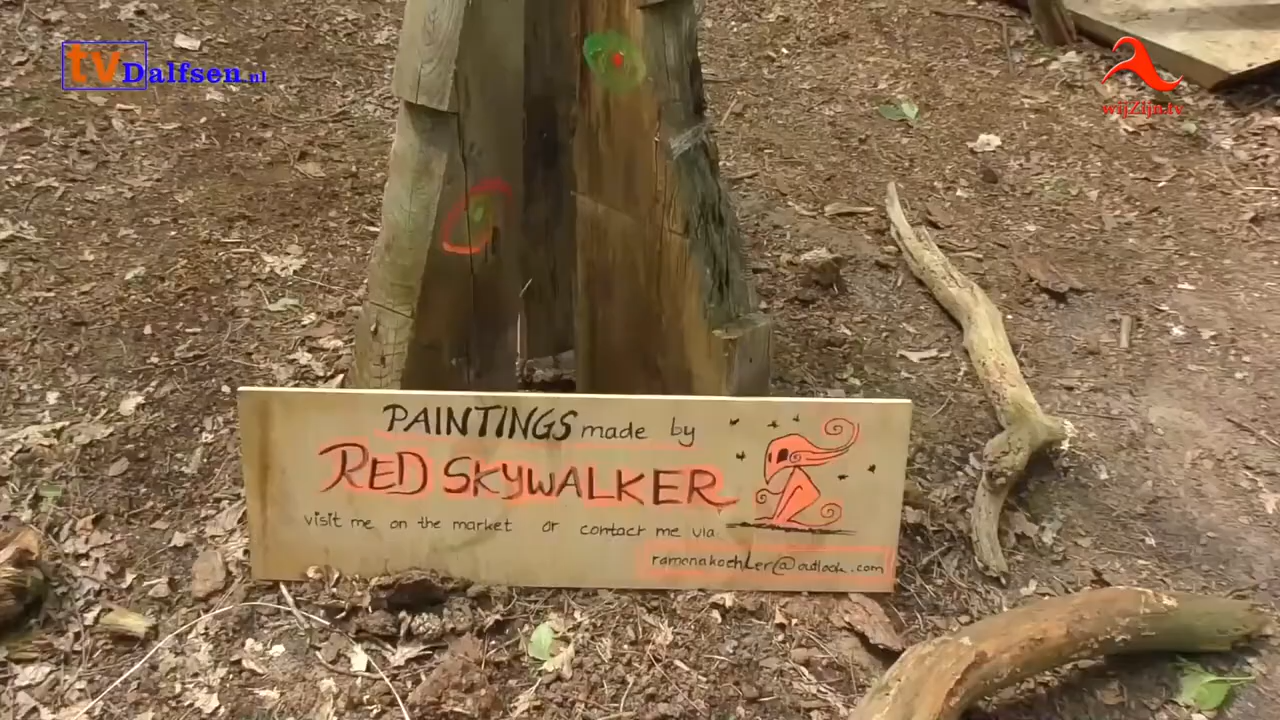 tvDalfsen.nl
wijZijn.tv
PAINTINGS made by
RED SKYWALKER
visit me on the market or contact me via
ramonakoehler@outlook.com